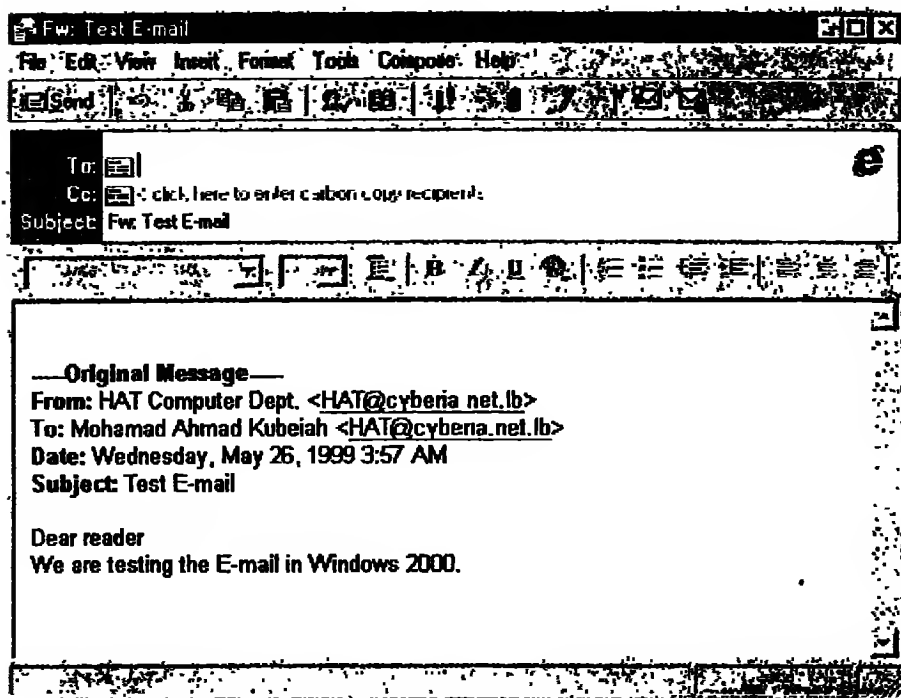 Fw: Test E-mail
File Edit View Insert Format Tools Compose Help
Send
To:
Cc: < click here to enter carbon copy recipients
Subject: Fw: Test E-mail
B U
----Original Message----
From: HAT Computer Dept. <HAT@cyberia net.lb>
To: Mohamad Ahmad Kubeiah <HAT@cyberia.net.lb>
Date: Wednesday, May 26, 1999 3:57 AM
Subject: Test E-mail
Dear reader
We are testing the E-mail in Windows 2000.